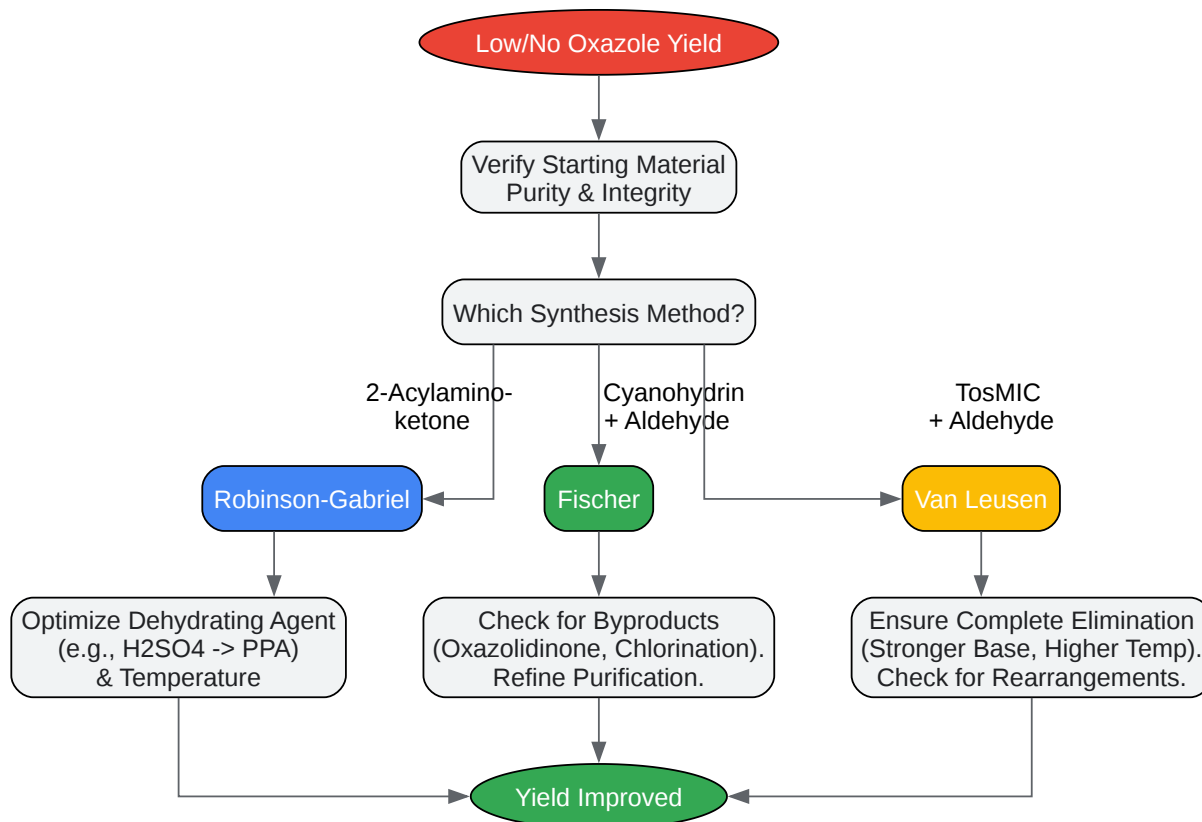 Low/No Oxazole Yield
Verify Starting Material
Purity & Integrity
Which Synthesis Method?
2-Acylamino-
ketone
Cyanohydrin
+ Aldehyde
TosMIC
+ Aldehyde
Robinson-Gabriel
Fischer
Van Leusen
Optimize Dehydrating Agent
(e.g., H2SO4 -> PPA)
& Temperature
Check for Byproducts
(Oxazolidinone, Chlorination).
Refine Purification.
Ensure Complete Elimination
(Stronger Base, Higher Temp).
Check for Rearrangements.
Yield Improved